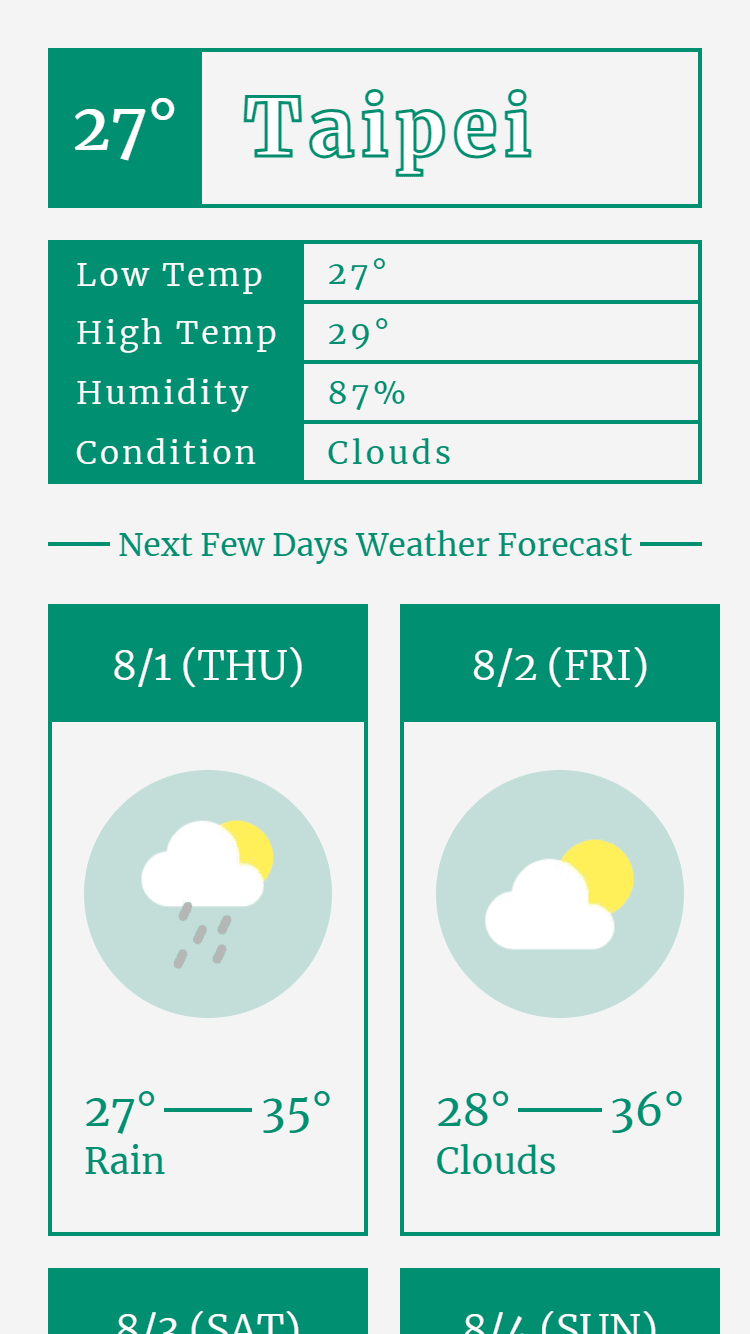 27° Taipei
Low Temp 27°
High Temp 29°
Humidity 87%
Condition Clouds
Next Few Days Weather Forecast
8/1 (THU)
27° 35°
Rain
8/2 (FRI)
28° 36°
Clouds
8/3 (SAT)
8/4 (SUN)